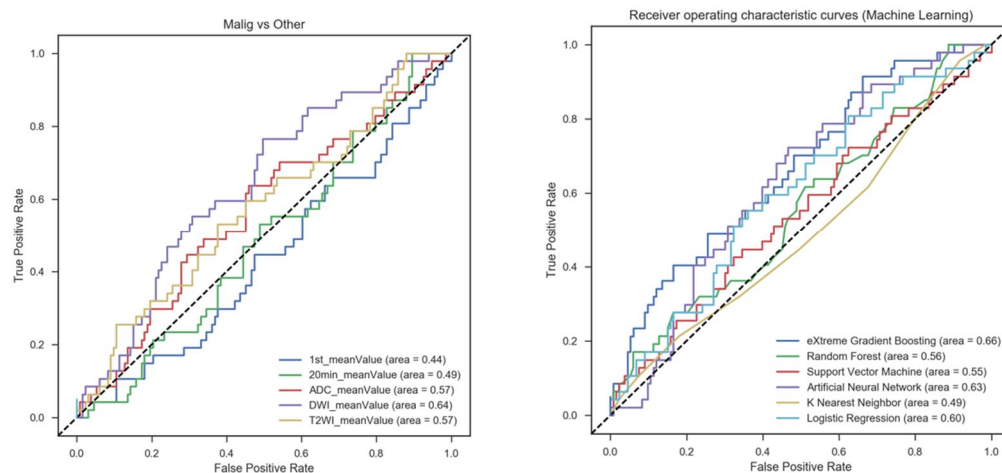 Malig vs Other
True Positive Rate
1.0
0.8
0.6
0.4
0.2
0.0
1st_meanValue (area = 0.44)
20min_meanValue (area = 0.49)
ADC_meanValue (area = 0.57)
DWI_meanValue (area = 0.64)
T2WI_meanValue (area = 0.57)
0.0 0.2 0.4 0.6 0.8 1.0
False Positive Rate
Receiver operating characteristic curves (Machine Learning)
True Positive Rate
1.0
0.8
0.6
0.4
0.2
0.0
eXtreme Gradient Boosting (area = 0.66)
Random Forest (area = 0.56)
Support Vector Machine (area = 0.55)
Artificial Neural Network (area = 0.63)
K Nearest Neighbor (area = 0.49)
Logistic Regression (area = 0.60)
0.0 0.2 0.4 0.6 0.8 1.0
False Positive Rate